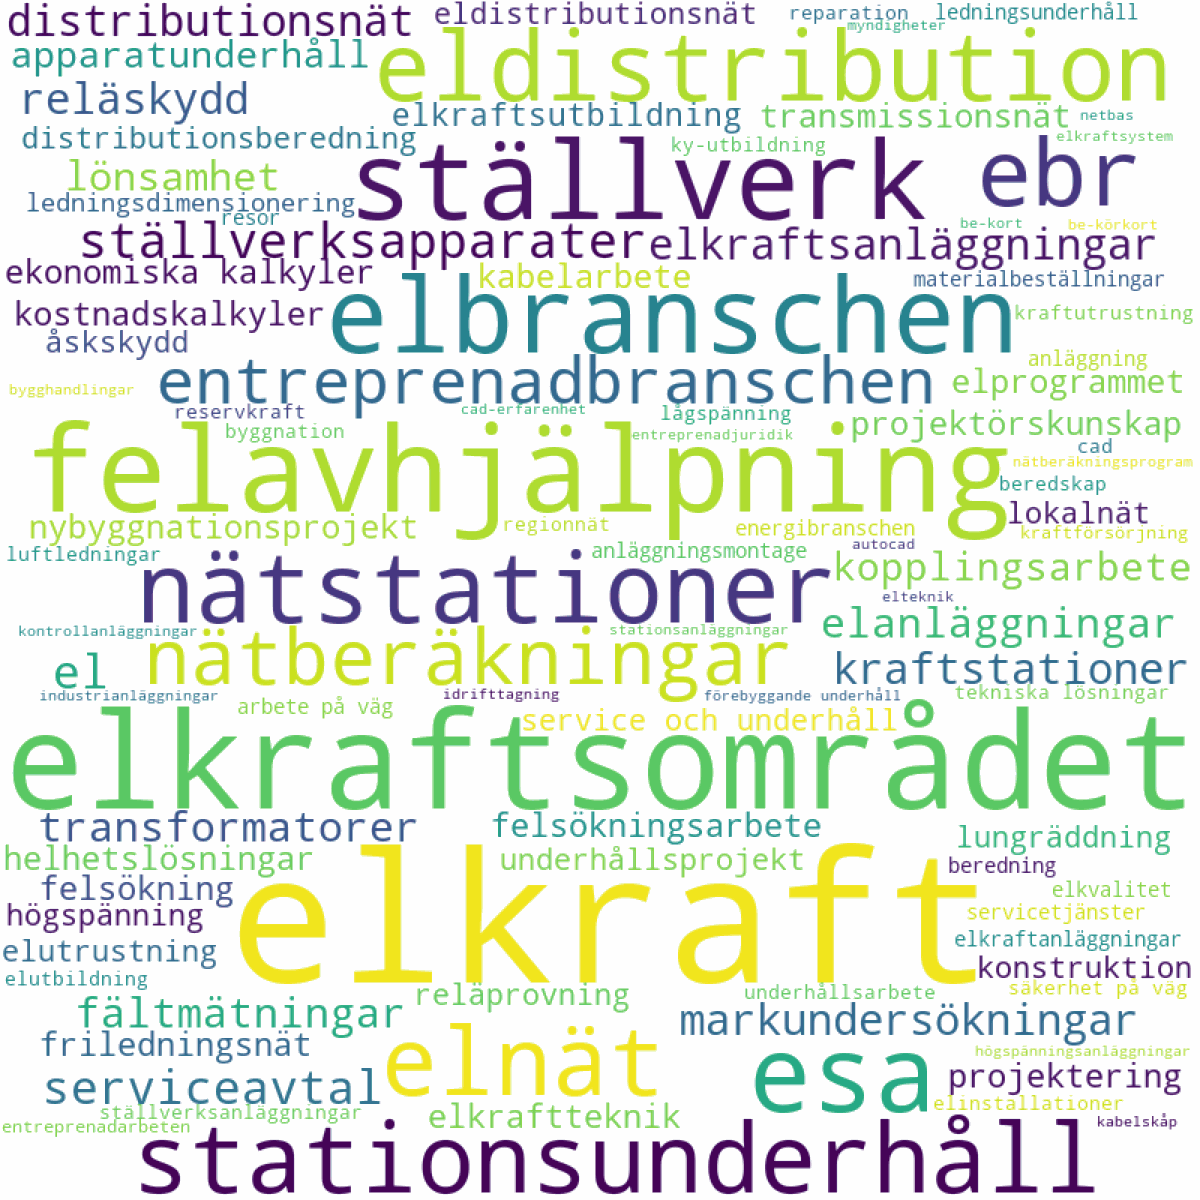 distributionsnät
eldistributionsnät
reparation
ledningsunderhåll
myndigheter
apparatunderhåll
eldistribution
reläskydd
elkraftsutbildning
transmissionsnät
netbas
distributionsberedning
ställverk
ky-utbildning
ebr
elkraftsystem
lönsamhet
ledningsdimensionering
resor
be-kort
be-körkort
ställverksapparater
elkraftsanläggningar
ekonomiska kalkyler
kabelarbete
materialbeställningar
kostnadskalkyler
elbranschen
kraftutrustning
åskskydd
entreprenadbranschen
anläggning
bygghandlingar
elprogrammet
reservkraft
cad-erfarenhet
lågspänning
projektörskunskap
felavhjälpning
byggnation
entreprenadjuridik
cad
nätberäkningsprogram
beredskap
nybyggnationsprojekt
regionnät
energibranschen
lokalnät
kraftförsörjning
luftledningar
nätstationer
anläggningsmontage
autocad
kopplingsarbete
elteknik
kontrollanläggningar
nätberäkningar
stationsanläggningar
elanläggningar
el
kraftstationer
industrianläggningar
idrifttagning
förebyggande underhåll
tekniska lösningar
arbete på väg
service och underhåll
elkraftsområdet
transformatorer
felsökningsarbete
lungräddning
helhetslösningar
underhållsprojekt
beredning
felsökning
elkraft
elkvalitet
högspänning
servicetjänster
elutrustning
elkraftanläggningar
elutbildning
konstruktion
reläprovning
underhållsarbete
säkerhet på väg
fältmätningar
elnät
markundersökningar
friledningsnät
esa
högspänningsanläggningar
serviceavtal
projektering
ställverksanläggningar
elkraftteknik
elinstallationer
entreprenadarbeten
stationsunderhåll
kabelskåp